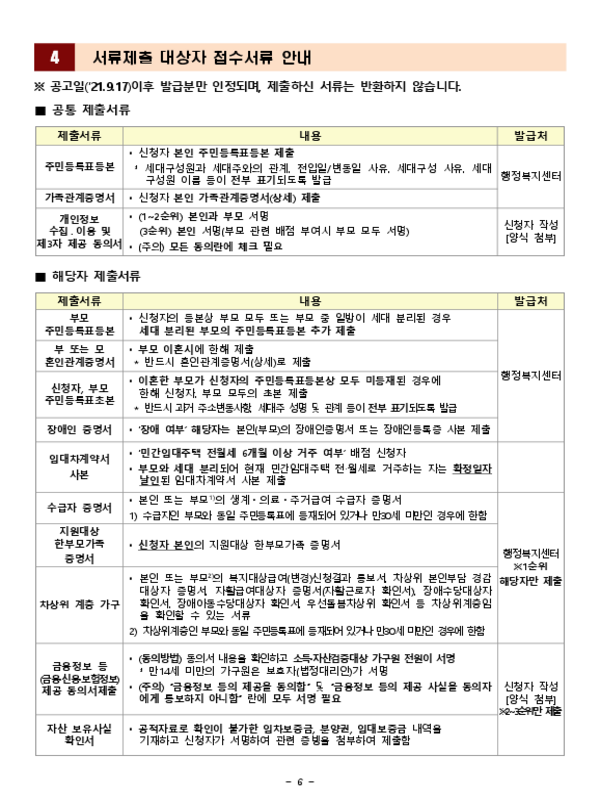 4 서류제출 대상자 접수서류 안내
※ 공고일('21.9.17)이후 발급분만 인정되며, 제출하신 서류는 반환하지 않습니다.
■ 공통 제출서류
제출서류 내용 발급처
주민등록표등본
• 신청자 본인 주민등록표등본 제출
* 세대구성원과 세대주와의 관계, 전입일/변동일 사유, 세대구성 사유, 세대
구성원 이름 등이 전부 표기되도록 발급
행정복지센터
가족관계증명서 • 신청자 본인 가족관계증명서(상세) 제출
개인정보
수집 . 이용 및
제3자 제공 동의서
• (1~2순위) 본인과 부모 서명
(3순위) 본인 서명(부모 관련 배점 부여시 부모 모두 서명)
• (주의) 모든 동의란에 체크 필요
신청자 작성
[양식 첨부]
■ 해당자 제출서류
제출서류 내용 발급처
부모
주민등록표등본
• 신청자의 등본상 부모 모두 또는 부모 중 일방이 세대 분리된 경우
세대 분리된 부모의 주민등록표등본 추가 제출
부 또는 모
혼인관계증명서
• 부모 이혼시에 한해 제출
* 반드시 혼인관계증명서(상세)로 제출
신청자, 부모
주민등록표초본
• 이혼한 부모가 신청자의 주민등록표등본상 모두 미등재된 경우에
한해 신청자, 부모 모두의 초본 제출
* 반드시 과거 주소변동사항, 세대주 성명 및 관계 등이 전부 표기되도록 발급
행정복지센터
장애인 증명서 • '장애 여부' 해당자는 본인(부모)의 장애인증명서 또는 장애인등록증 사본 제출
임대차계약서
사본
• '민간임대주택 전월세 6개월 이상 거주 여부' 배점 신청자
• 부모와 세대 분리되어 현재 민간임대주택 전·월세로 거주하는 자는 확정일자
날인된 임대차계약서 사본 제출
수급자 증명서
• 본인 또는 부모1)의 생계·의료·주거급여 수급자 증명서
1) 수급자인 부모와 동일 주민등록표에 등재되어 있거나 만30세 미만인 경우에 한함
지원대상
한부모가족
증명서
• 신청자 본인의 지원대상 한부모가족 증명서
행정복지센터
※1순위
해당자만 제출
차상위 계층 가구
• 본인 또는 부모2)의 복지대상급여(변경)신청결과 통보서, 차상위 본인부담 경감
대상자 증명서, 자활급여대상자 증명서(자활근로자 확인서), 장애수당대상자
확인서, 장애아동수당대상자 확인서, 우선돌봄차상위 확인서 등 차상위계층임
을 확인할 수 있는 서류
2) 차상위계층인 부모와 동일 주민등록표에 등재되어 있거나 만30세 미만인 경우에 한함
금융정보 등
(금융·신용·보험정보)
제공 동의서제출
• (동의방법) 동의서 내용을 확인하고 소득·자산검증대상 가구원 전원이 서명
* 만14세 미만의 가구원은 보호자(법정대리인)가 서명
• (주의) "금융정보 등의 제공을 동의함" 및 "금융정보 등의 제공 사실을 동의자
에게 통보하지 아니함" 란에 모두 서명 필요
신청자 작성
[양식 첨부]
※2~3순위만 제출
자산 보유사실
확인서
• 공적자료로 확인이 불가한 임차보증금, 분양권, 임대보증금 내역을
기재하고 신청자가 서명하여 관련 증빙을 첨부하여 제출함
- 6 -